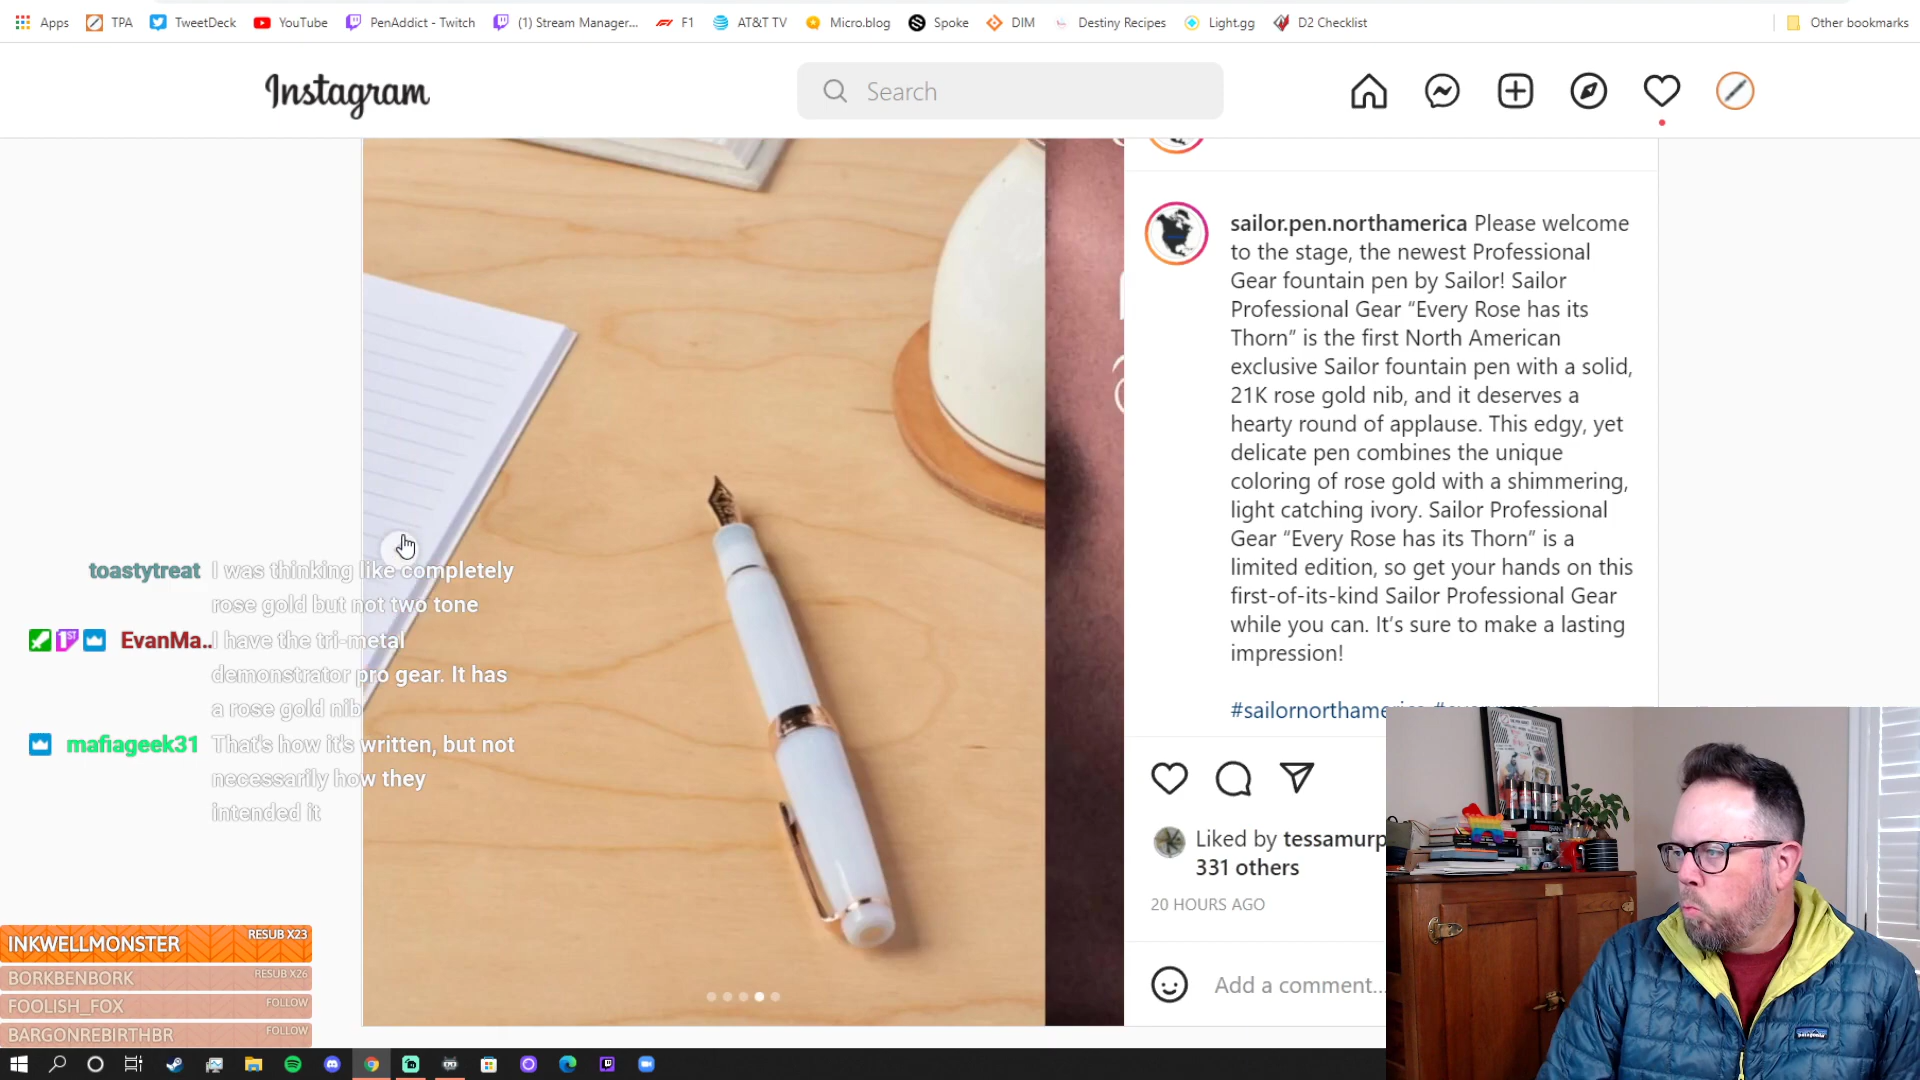 Apps TPA TweetDeck YouTube PenAddict - Twitch (1) Stream Manager... F1 AT&T TV Micro.blog Spoke DIM Destiny Recipes Light.gg D2 Checklist Other bookmarks
Instagram Search
sailor.pen.northamerica Please welcome
to the stage, the newest Professional
Gear fountain pen by Sailor! Sailor
Professional Gear “Every Rose has its
Thorn” is the first North American
exclusive Sailor fountain pen with a solid,
21K rose gold nib, and it deserves a
hearty round of applause. This edgy, yet
delicate pen combines the unique
coloring of rose gold with a shimmering,
light catching ivory. Sailor Professional
Gear “Every Rose has its Thorn” is a
limited edition, so get your hands on this
first-of-its-kind Sailor Professional Gear
while you can. It’s sure to make a lasting
impression!
#sailornorthamerica
Liked by tessamurp
331 others
20 HOURS AGO
Add a comment...
toastytreat I was thinking like completely
rose gold but not two tone
1ST EvanMa.. I have the tri-metal
demonstrator pro gear. It has
a rose gold nib
mafiageek31 That's how it's written, but not
necessarily how they
intended it
INKWELLMONSTER RESUB X23
BORKBENBORK RESUB X26
FOOLISH_FOX FOLLOW
BARGONREBIRTHBR FOLLOW